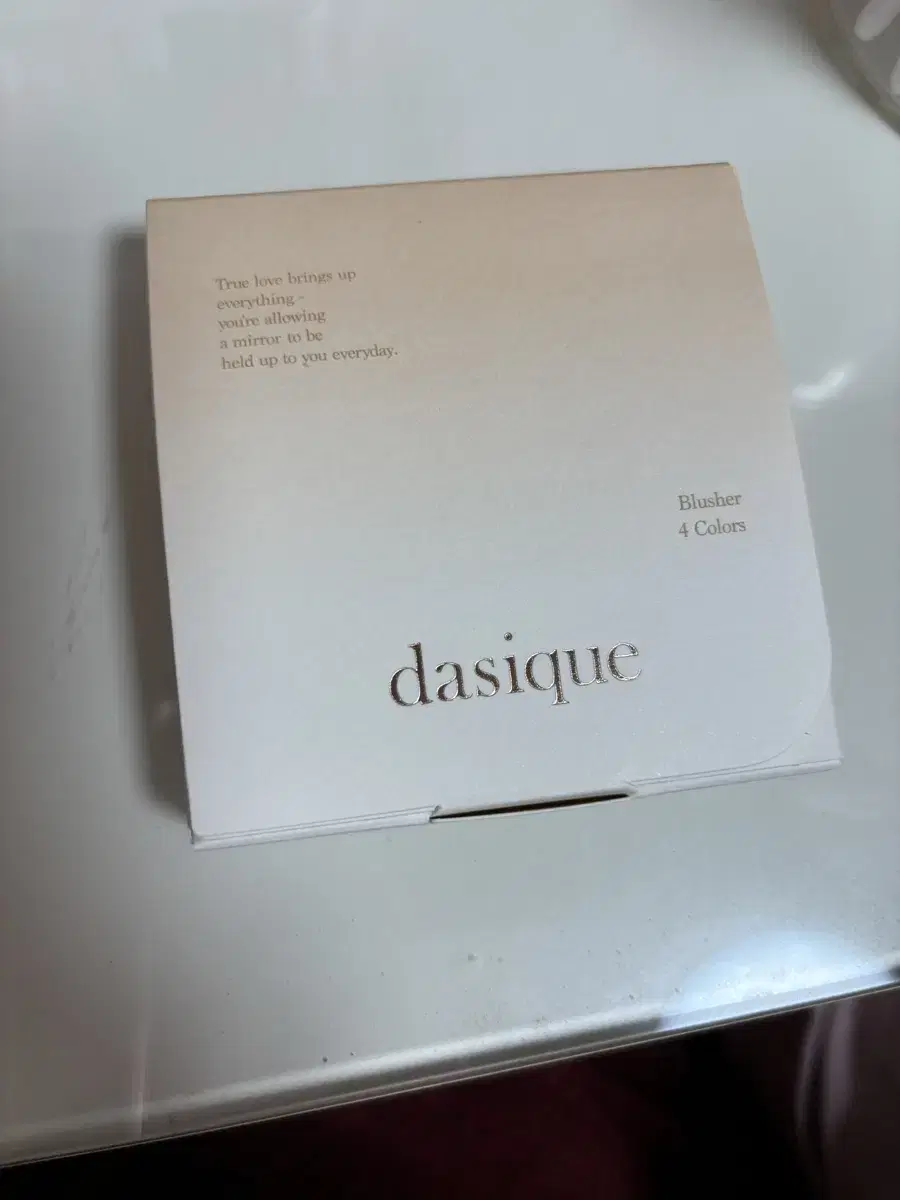 True love brings up
everything -
you're allowing
a mirror to be
held up to you everyday.
Blusher
4 Colors
dasique